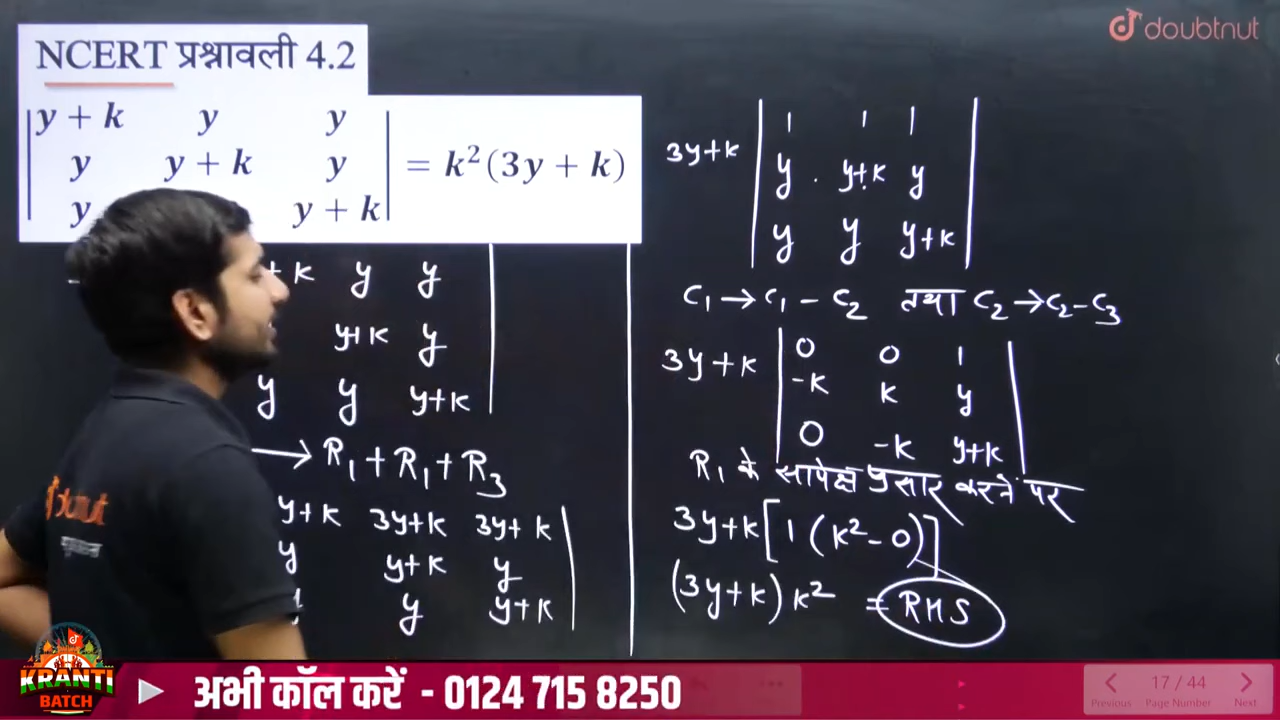 NCERT प्रश्नावली 4.2
doubtnut
y + k y y
y y + k y = k²(3y + k)
y y + k
+ k y y
y+k y
y y y+k
→ R₁ + R₁ + R₃
y+k 3y+k 3y+k
y y+k y
y y+k
3y+k | 1 1 1 |
y . y+k y
y y y+k
C₁ → C₁ - C₂ तथा C₂ → C₂-C₃
3y+k | 0 0 1 |
-k k y
0 -k y+k
R₁ के सापेक्ष प्रसार करने पर
3y+k [1 (k² - 0)]
(3y+k) k² = RHS
KRANTI
BATCH
अभी कॉल करें - 0124 715 8250
17 / 44
Previous Page Number Next